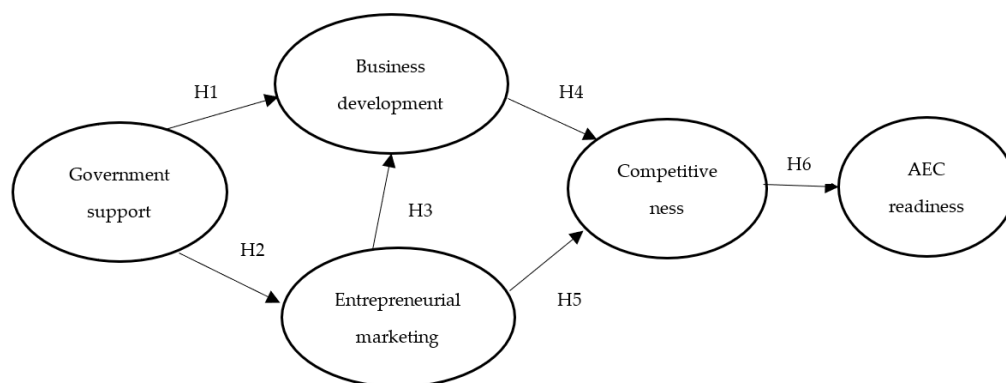 Business
development
H1
H4
Government
support
Competitive
ness
H6
AEC
readiness
H3
H2
H5
Entrepreneurial
marketing